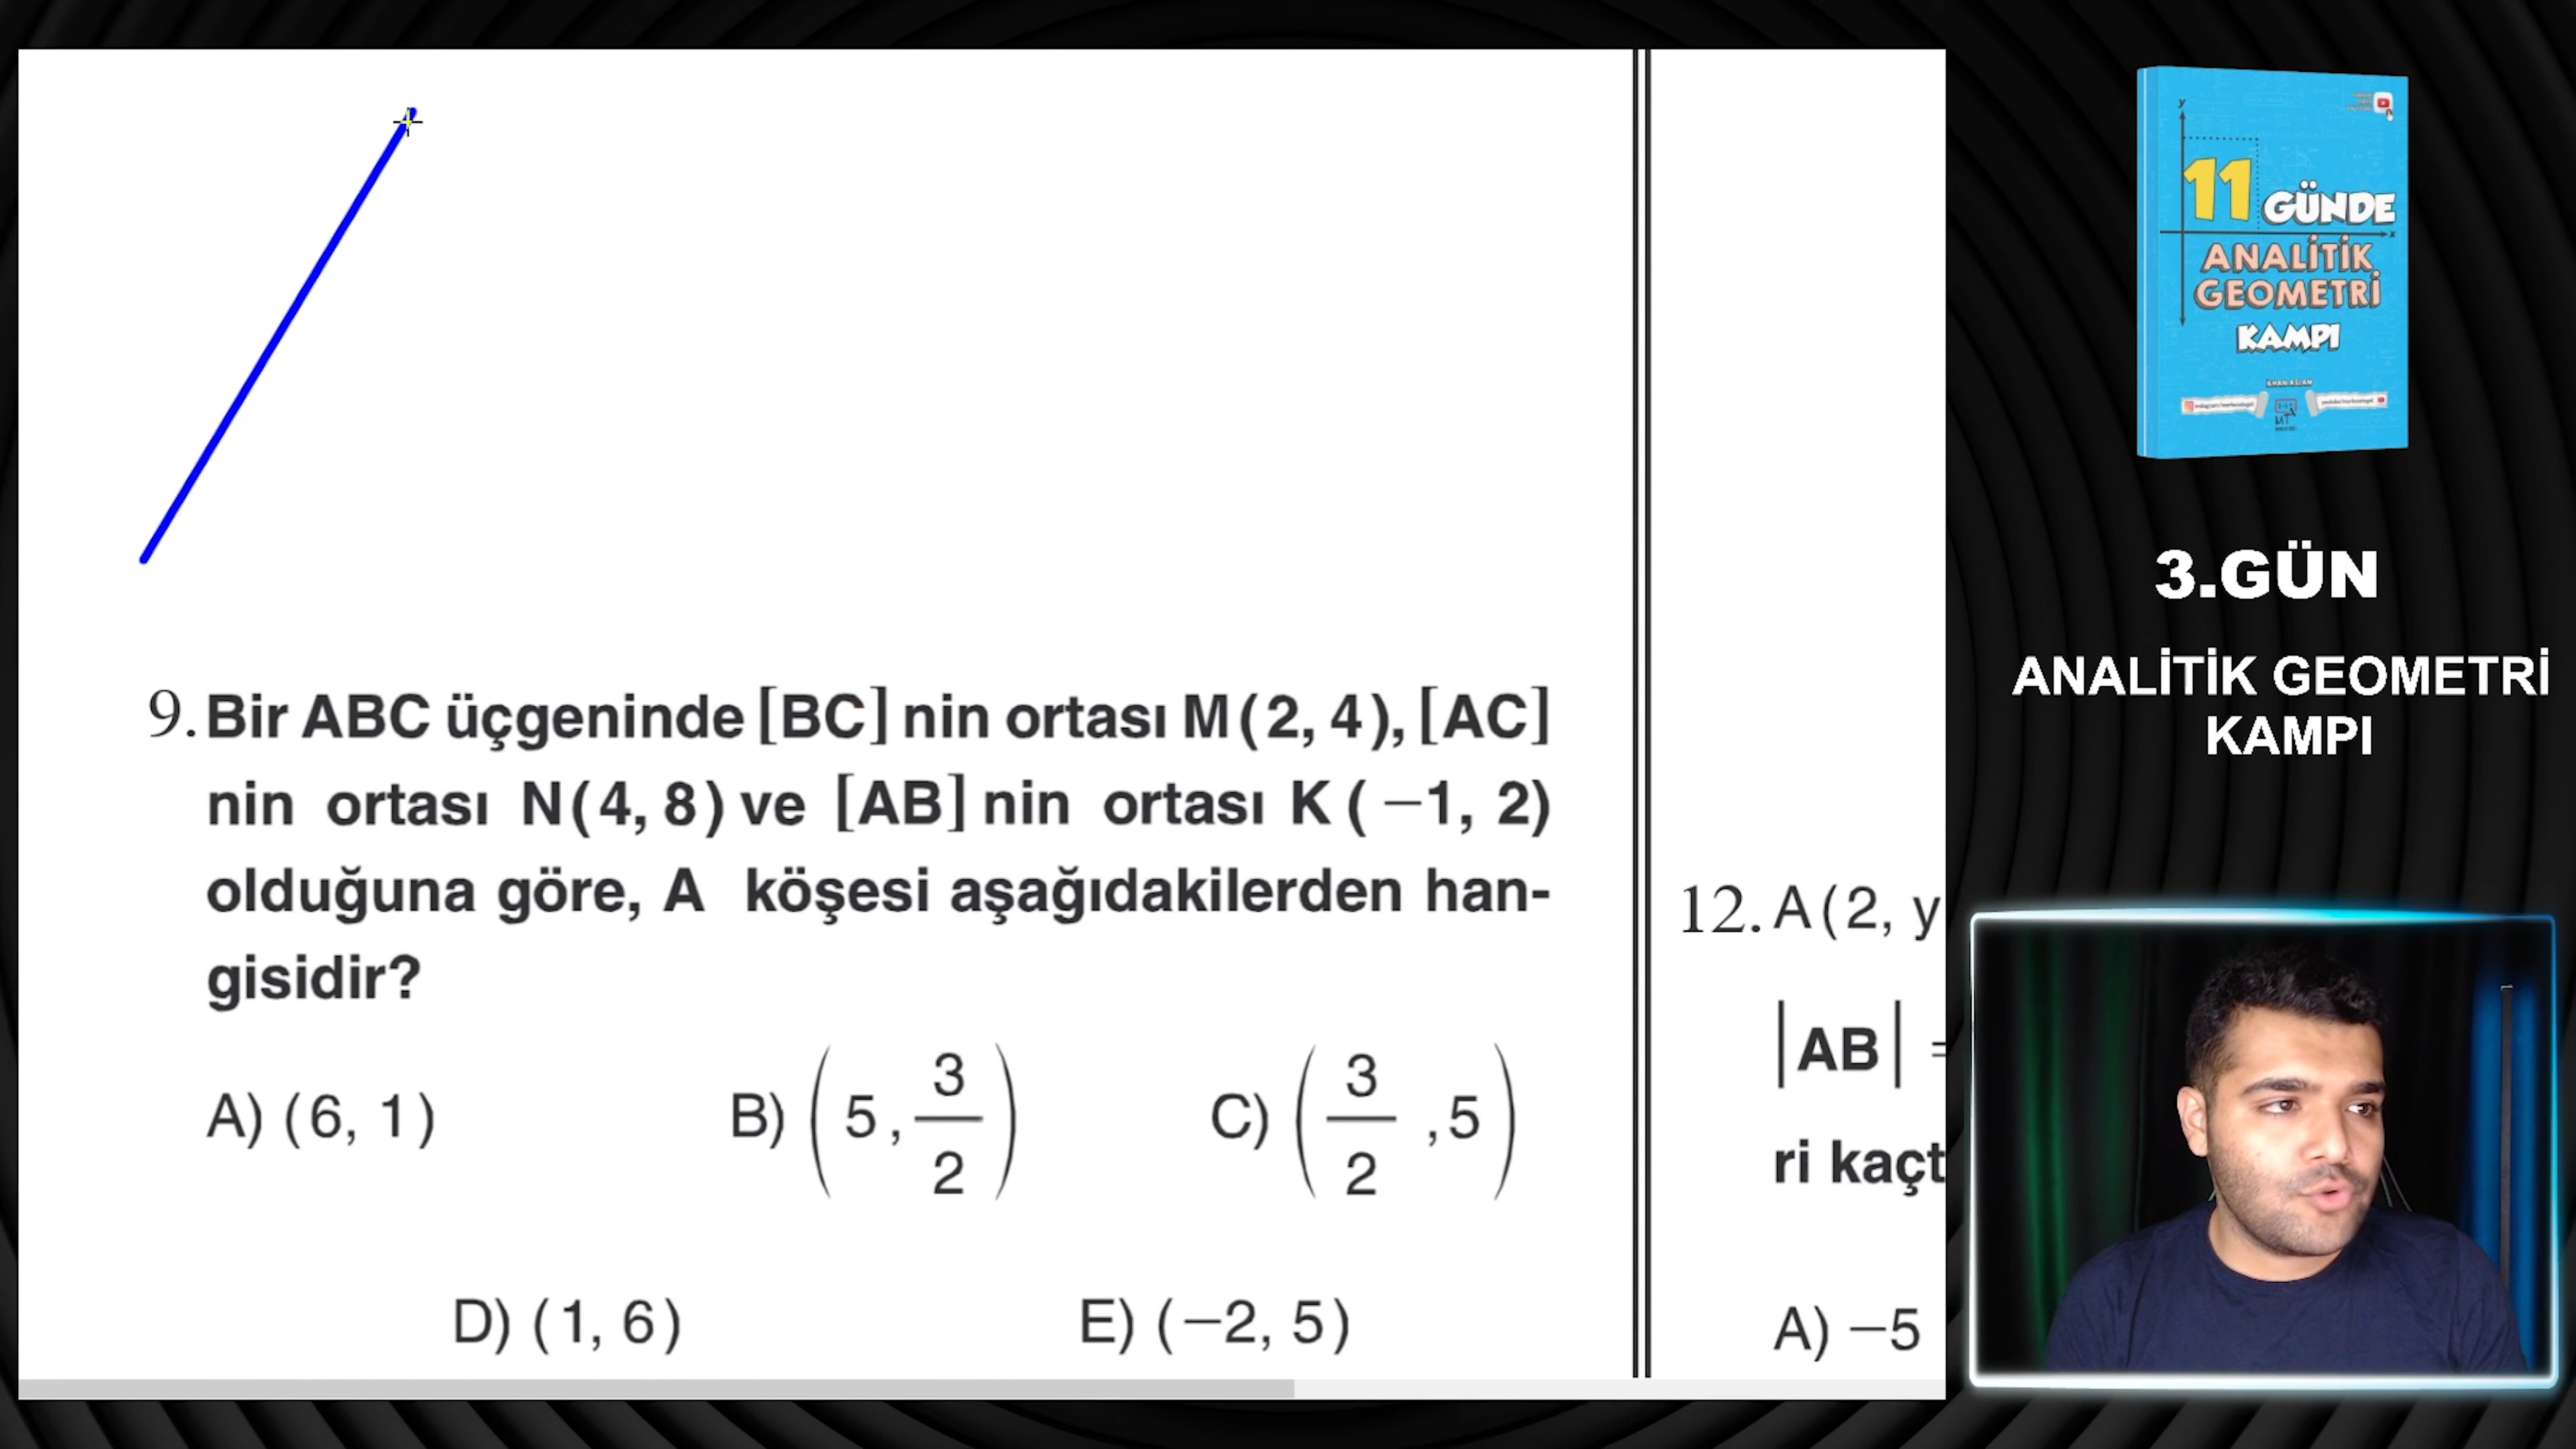 9. Bir ABC üçgeninde [BC] nin ortası M(2, 4), [AC]
nin ortası N(4, 8) ve [AB] nin ortası K(−1, 2)
olduğuna göre, A köşesi aşağıdakilerden han-
gisidir?
A) (6, 1) B) (5, 3/2) C) (3/2, 5)
D) (1, 6) E) (−2, 5)
12. A(2, y
|AB| =
ri kaçt
A) −5
y
11 GÜNDE
x
ANALİTİK
GEOMETRİ
KAMPI
İLHAN ASLAN
3.GÜN
ANALİTİK GEOMETRİ
KAMPI